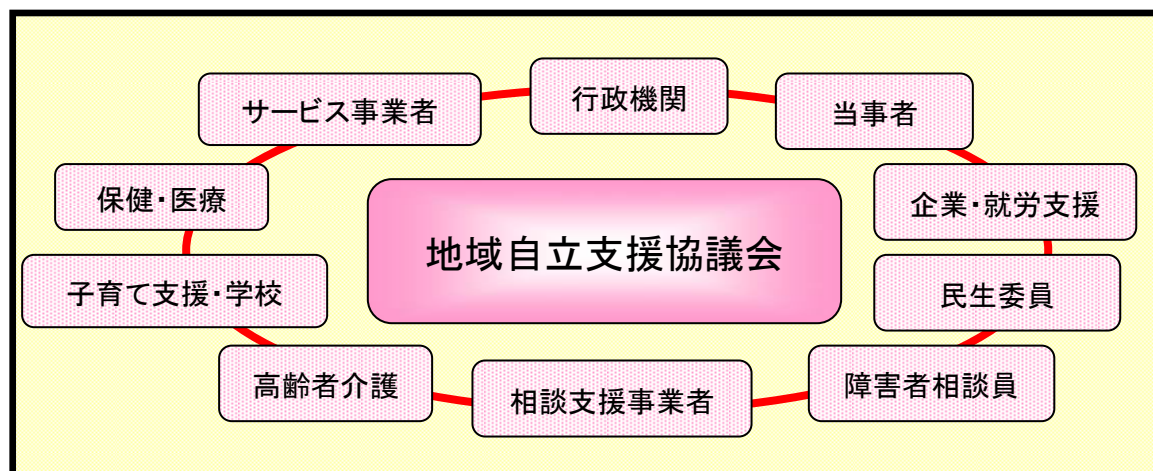 行政機関
サービス事業者
当事者
保健・医療
企業・就労支援
地域自立支援協議会
子育て支援・学校
民生委員
高齢者介護
相談支援事業者
障害者相談員